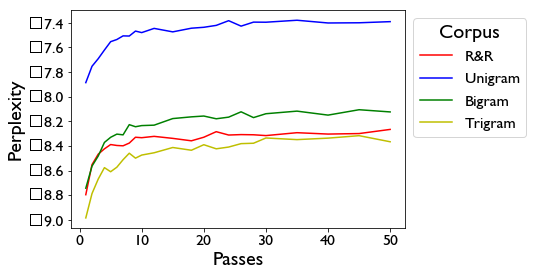 □7.4
□7.6
□7.8
□8.0
□8.2
□8.4
□8.6
□8.8
□9.0
Perplexity
0 10 20 30 40 50
Passes
Corpus
R&R
Unigram
Bigram
Trigram